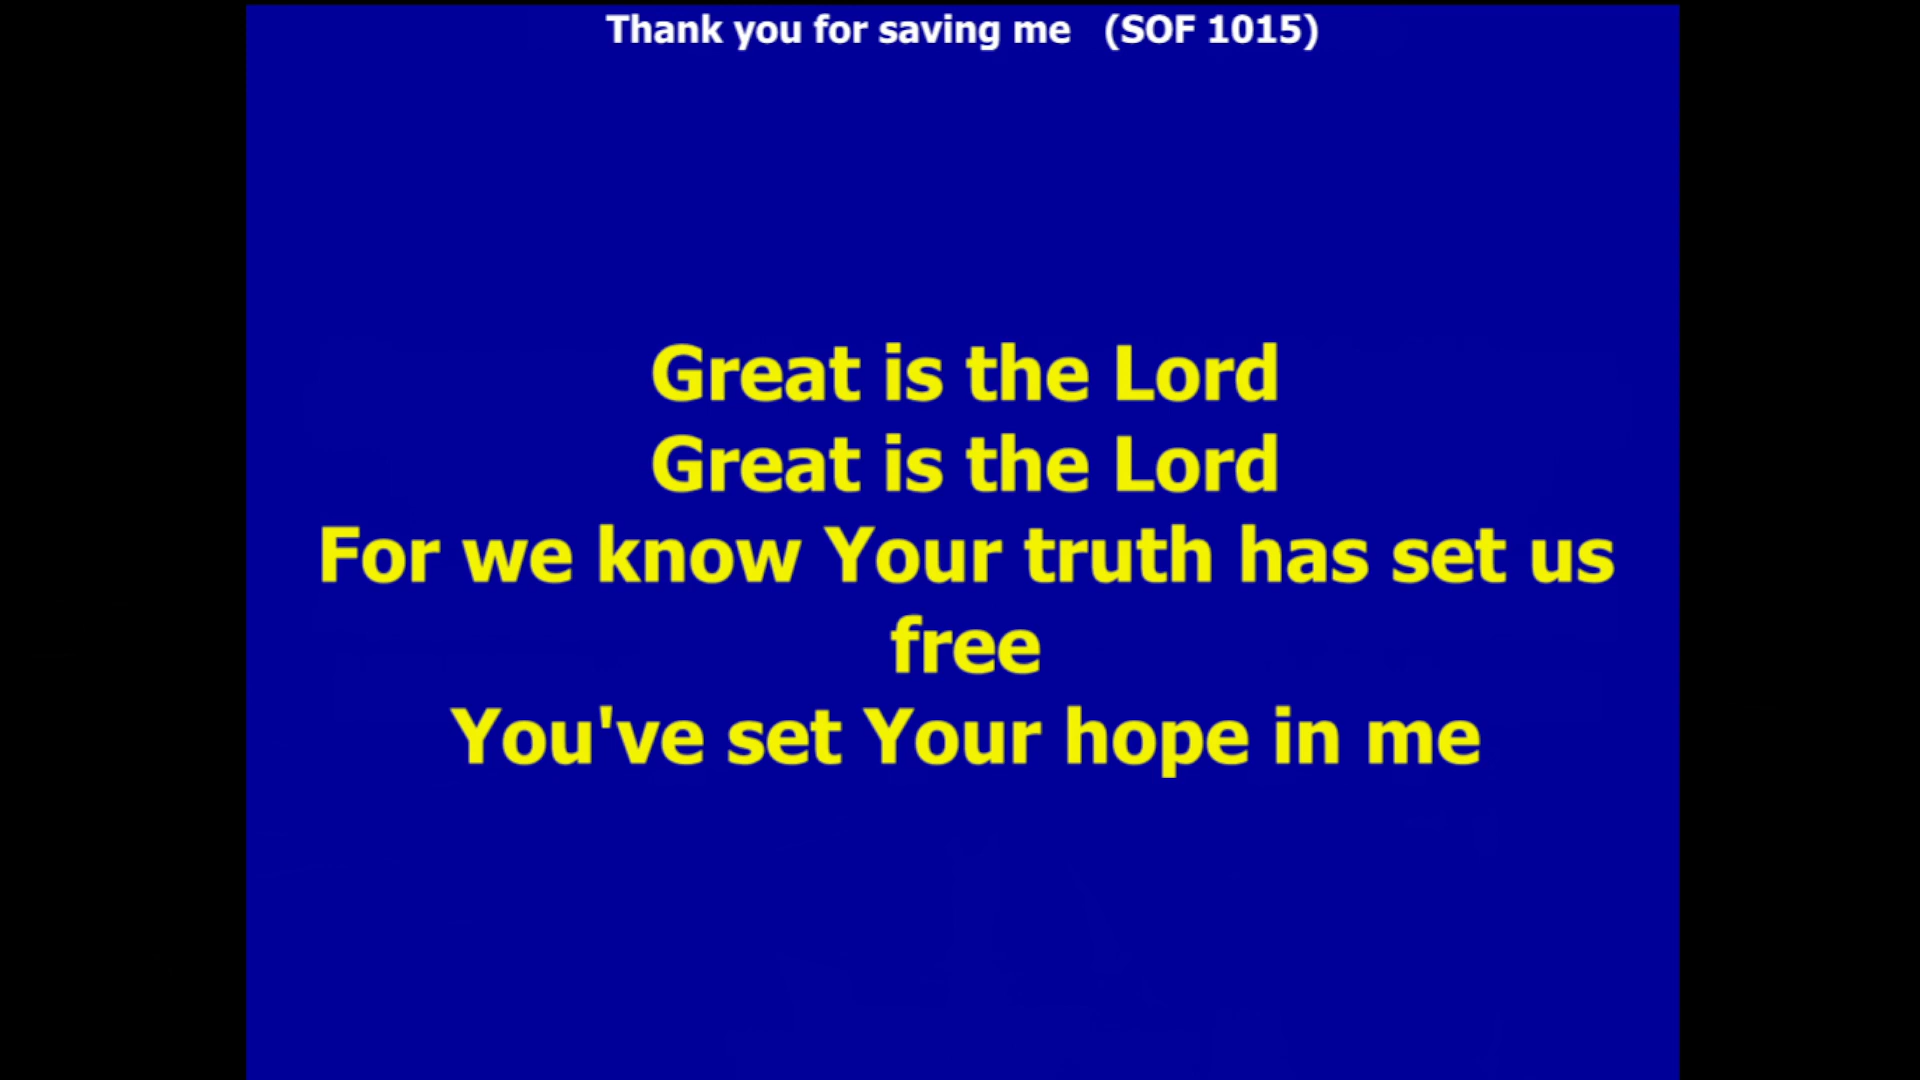 Thank you for saving me (SOF 1015)
Great is the Lord
Great is the Lord
For we know Your truth has set us
free
You've set Your hope in me